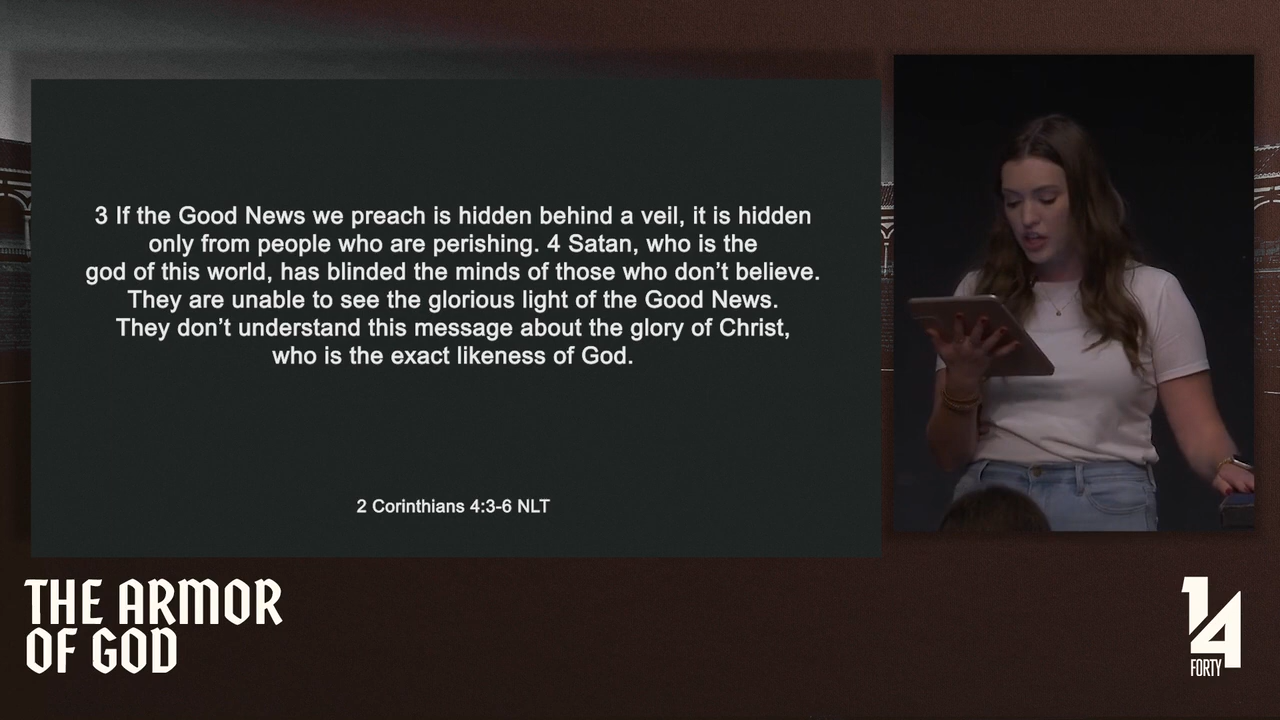 3 If the Good News we preach is hidden behind a veil, it is hidden
only from people who are perishing. 4 Satan, who is the
god of this world, has blinded the minds of those who don’t believe.
They are unable to see the glorious light of the Good News.
They don’t understand this message about the glory of Christ,
who is the exact likeness of God.
2 Corinthians 4:3-6 NLT
THE ARMOR
OF GOD
14
FORTY